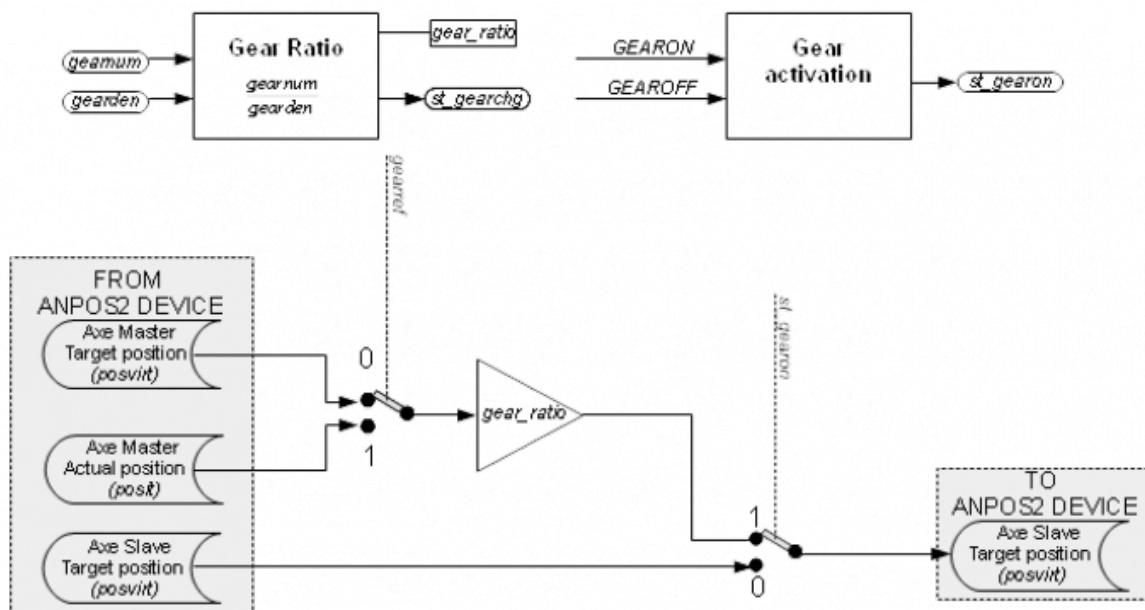 Gear Ratio
gearnum
gearden
gearnum
gearden
gear_ratio
st_gearchg
GEARON
GEAROFF
Gear
activation
st_gearon
gearref
FROM
ANPOS2 DEVICE
Axe Master
Target position
(posvirt)
0
1
gear_ratio
Axe Master
Actual position
(posit)
st_gearon
Axe Slave
Target position
(posvirt)
1
0
TO
ANPOS2 DEVICE
Axe Slave
Target position
(posvirt)